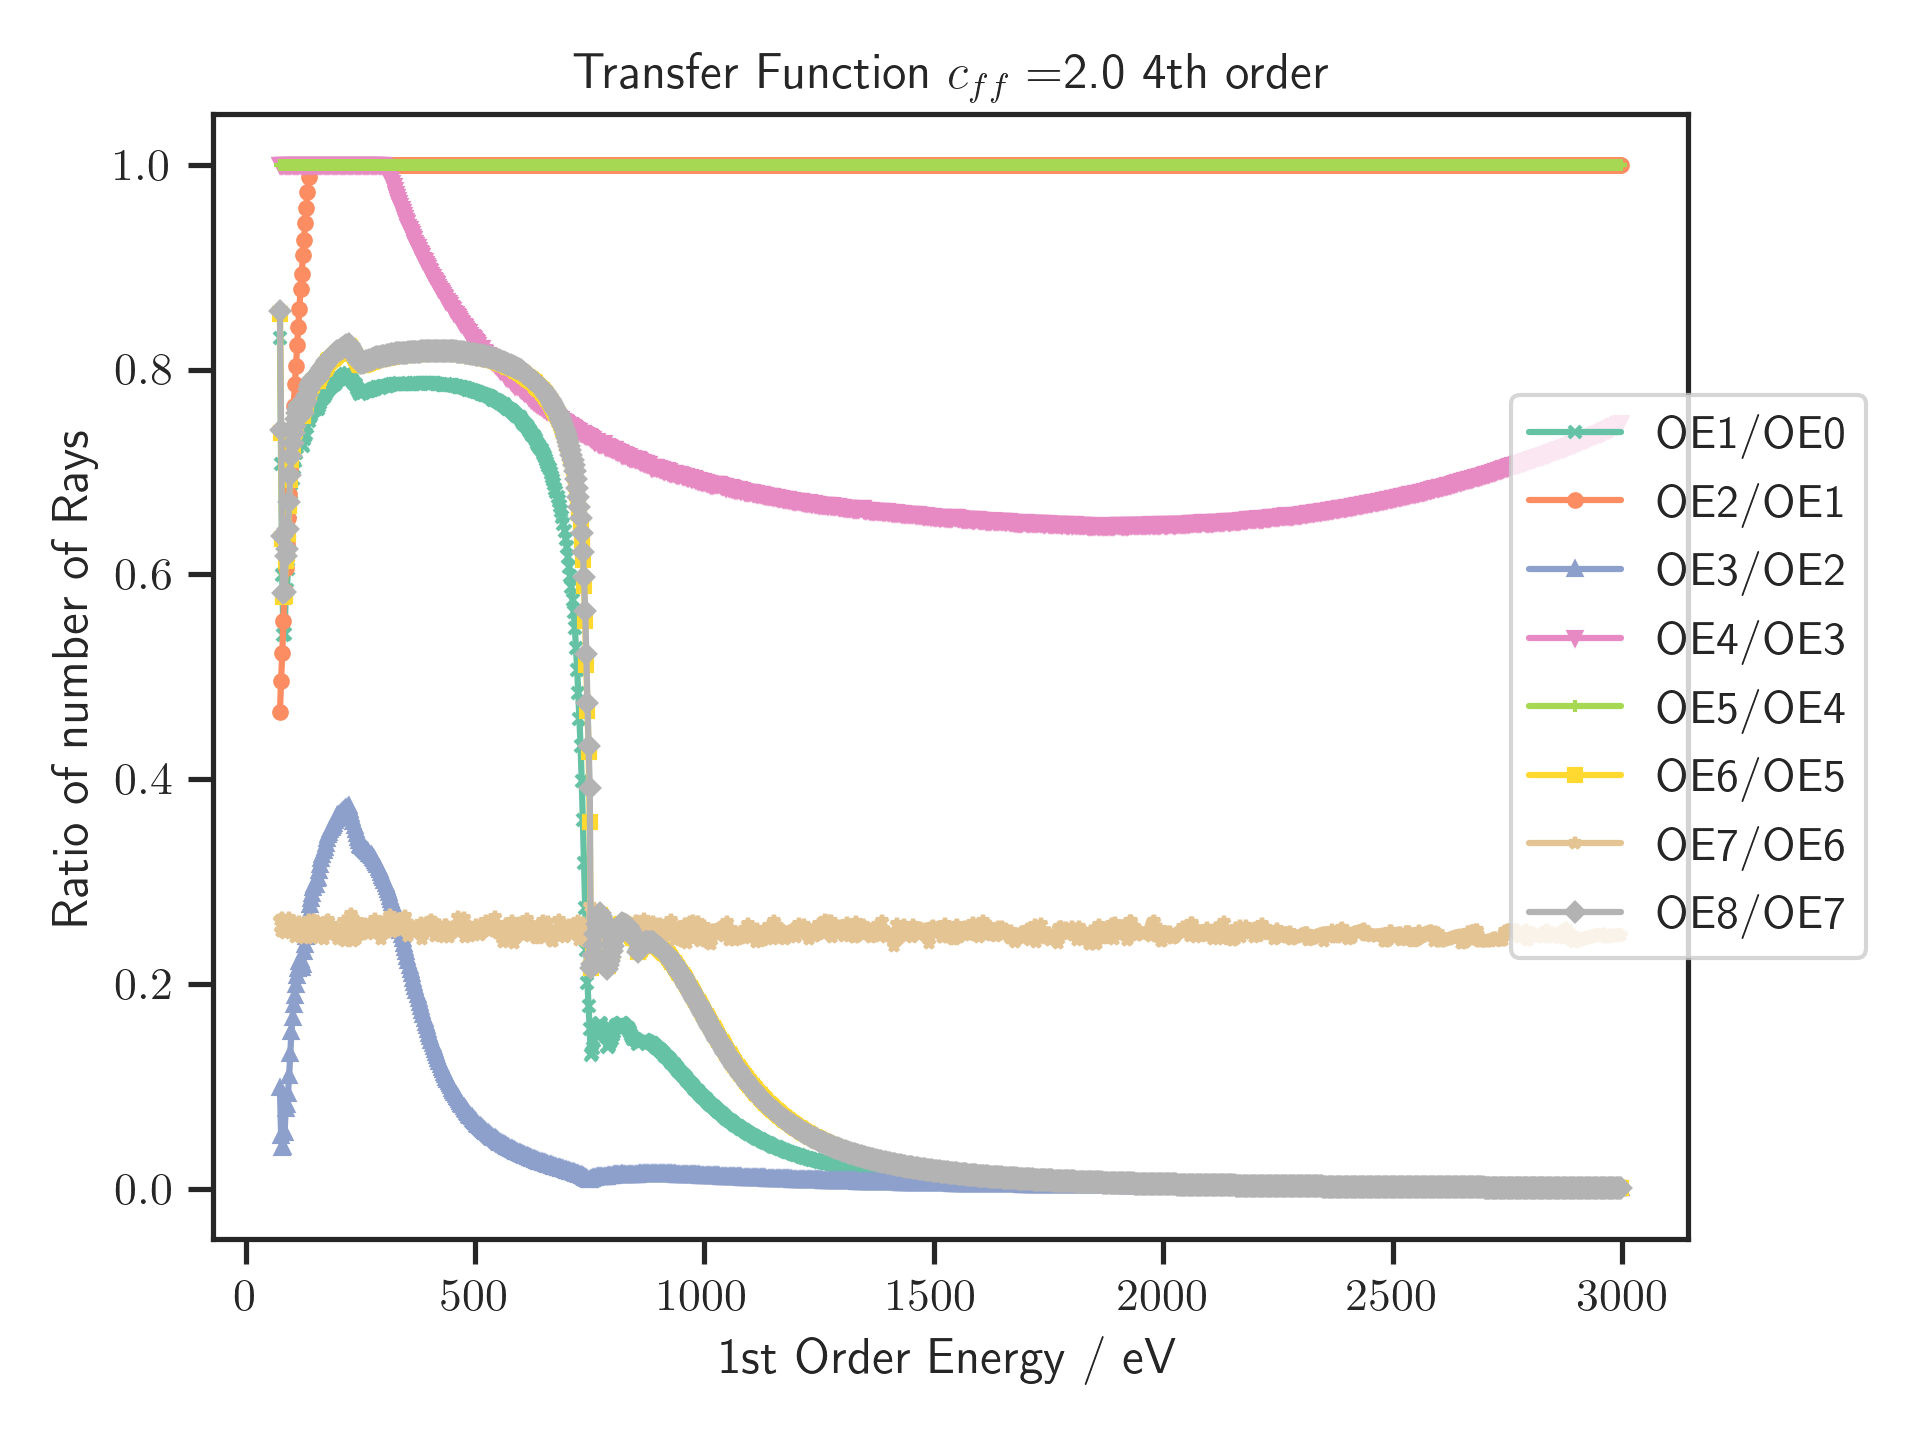 Transfer Function c_ff =2.0 4th order
Ratio of number of Rays
1.0
0.8
0.6
0.4
0.2
0.0
0 500 1000 1500 2000 2500 3000
1st Order Energy / eV
OE1/OE0
OE2/OE1
OE3/OE2
OE4/OE3
OE5/OE4
OE6/OE5
OE7/OE6
OE8/OE7